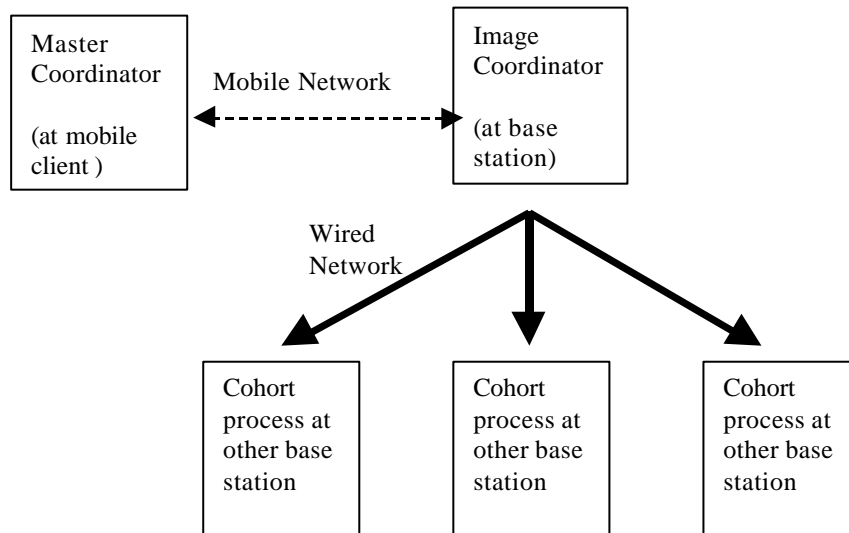 Master
Coordinator
(at mobile
client )
Mobile Network
Image
Coordinator
(at base
station)
Wired
Network
Cohort
process at
other base
station
Cohort
process at
other base
station
Cohort
process at
other base
station